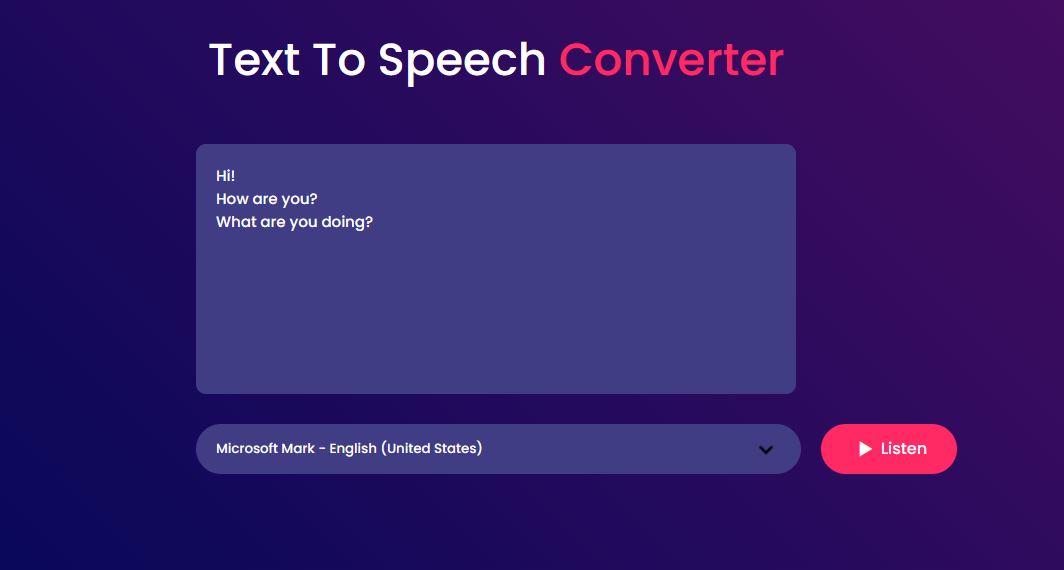 Text To Speech Converter
Hi!
How are you?
What are you doing?
Microsoft Mark - English (United States)
Listen